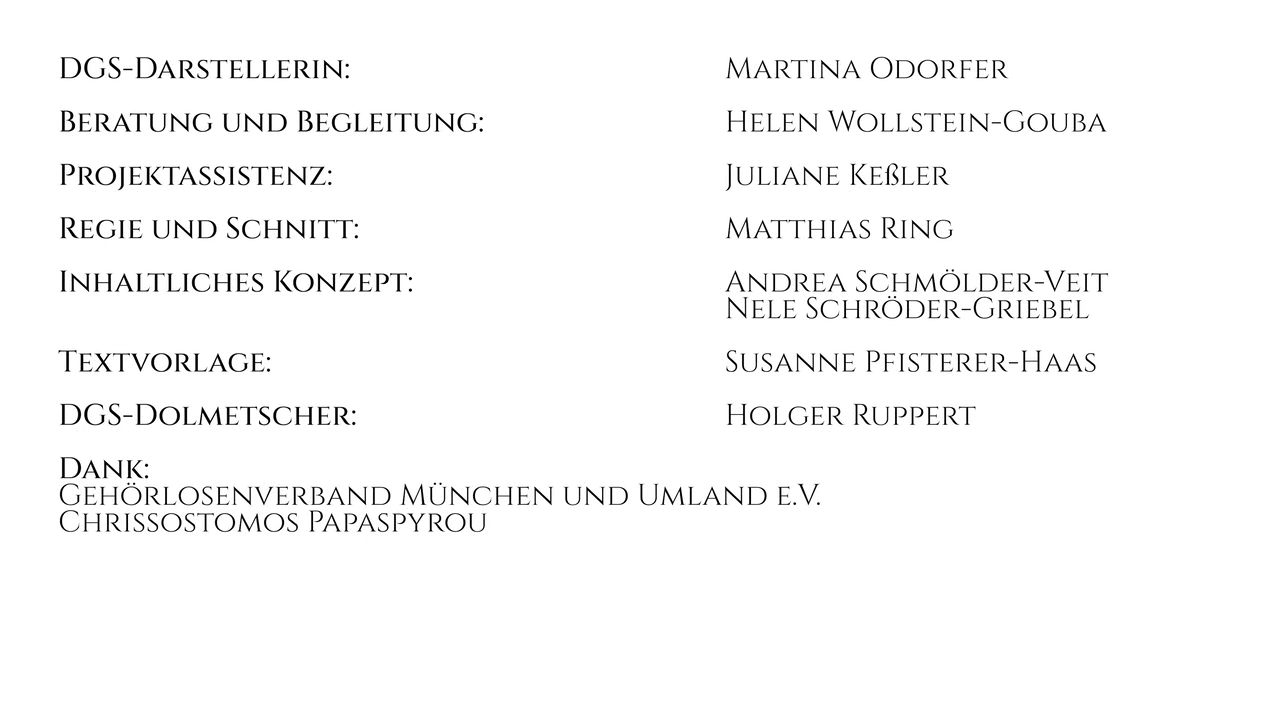 DGS-Darstellerin: Martina Odorfer
Beratung und Begleitung: Helen Wollstein-Gouba
Projektassistenz: Juliane Keßler
Regie und Schnitt: Matthias Ring
Inhaltliches Konzept: Andrea Schmölder-Veit
Nele Schröder-Griebel
Textvorlage: Susanne Pfisterer-Haas
DGS-Dolmetscher: Holger Ruppert
Dank:
Gehörlosenverband München und Umland e.V.
Chrissostomos Papaspyrou